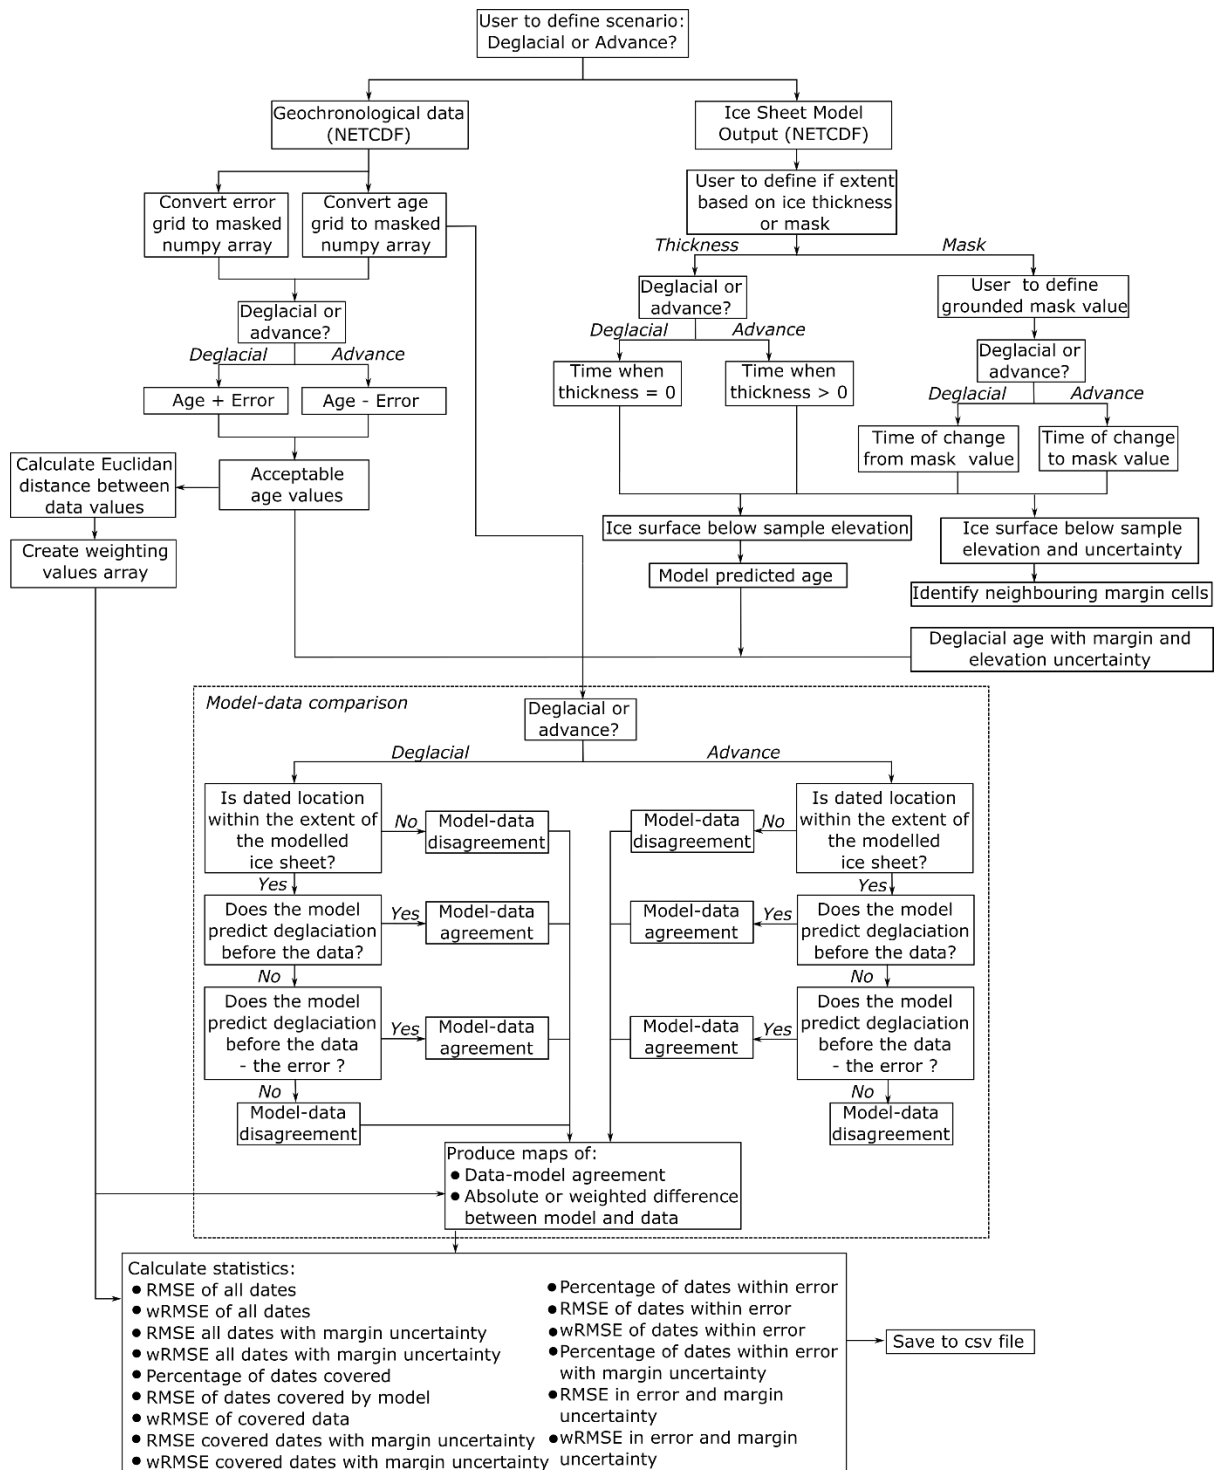 User to define scenario:
Deglacial or Advance?
Geochronological data
(NETCDF)
Ice Sheet Model
Output (NETCDF)
Convert error
grid to masked
numpy array
Convert age
grid to masked
numpy array
User to define if extent
based on ice thickness
or mask
Thickness
Mask
Deglacial or
advance?
Deglacial
Advance
Age + Error
Age - Error
Acceptable
age values
Calculate Euclidan
distance between
data values
Create weighting
values array
Deglacial or
advance?
Deglacial
Advance
Time when
thickness = 0
Time when
thickness > 0
User to define
grounded mask value
Deglacial or
advance?
Deglacial
Advance
Time of change
from mask value
Time of change
to mask value
Ice surface below sample elevation
Model predicted age
Ice surface below sample
elevation and uncertainty
Identify neighbouring margin cells
Deglacial age with margin and
elevation uncertainty
Model-data comparison
Deglacial or
advance?
Deglacial
Advance
Is dated location
within the extent of
the modelled
ice sheet?
No
Model-data
disagreement
Yes
Does the model
predict deglaciation
before the data?
Yes
Model-data
agreement
No
Does the model
predict deglaciation
before the data
- the error ?
Yes
Model-data
agreement
No
Model-data
disagreement
Is dated location
within the extent of
the modelled
ice sheet?
No
Model-data
disagreement
Yes
Does the model
predict deglaciation
before the data?
Yes
Model-data
agreement
No
Does the model
predict deglaciation
before the data
- the error ?
Yes
Model-data
agreement
No
Model-data
disagreement
Produce maps of:
● Data-model agreement
● Absolute or weighted difference
between model and data
Calculate statistics:
● RMSE of all dates
● wRMSE of all dates
● RMSE all dates with margin uncertainty
● wRMSE all dates with margin uncertainty
● Percentage of dates covered
● RMSE of dates covered by model
● wRMSE of covered data
● RMSE covered dates with margin uncertainty
● wRMSE covered dates with margin uncertainty
● Percentage of dates within error
● RMSE of dates within error
● wRMSE of dates within error
● Percentage of dates within error
with margin uncertainty
● RMSE in error and margin
uncertainty
● wRMSE in error and margin
uncertainty
Save to csv file